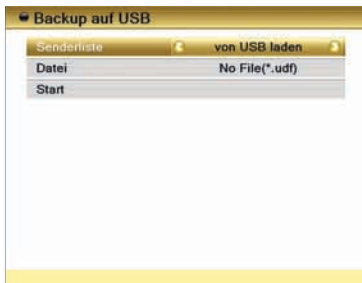 Backup auf USB
Senderliste von USB laden
Datei No File(*.udf)
Start